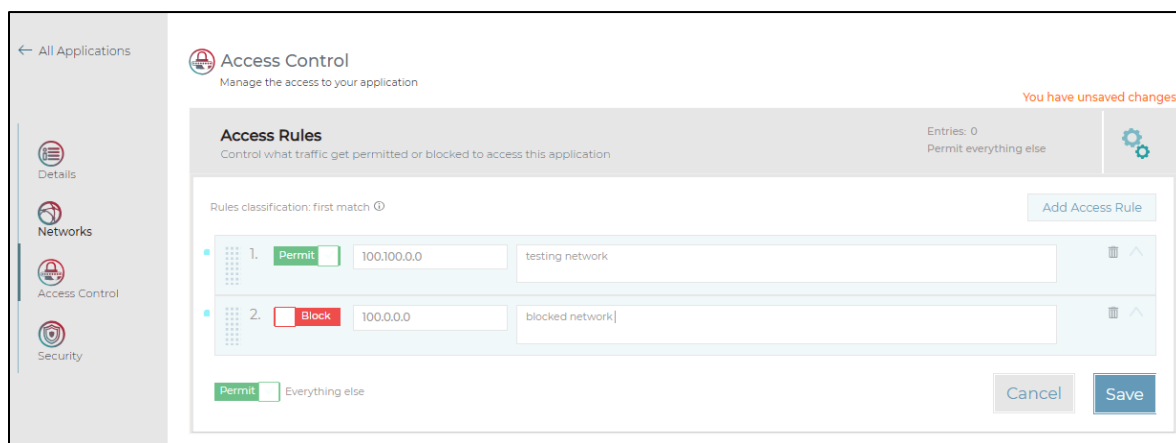 ← All Applications
Access Control
Manage the access to your application
You have unsaved changes
Access Rules
Control what traffic get permitted or blocked to access this application
Entries: 0
Permit everything else
Details
Networks
Access Control
Security
Rules classification: first match
Add Access Rule
1. Permit 100.100.0.0 testing network
2. Block 100.0.0.0 blocked network
Permit Everything else
Cancel
Save